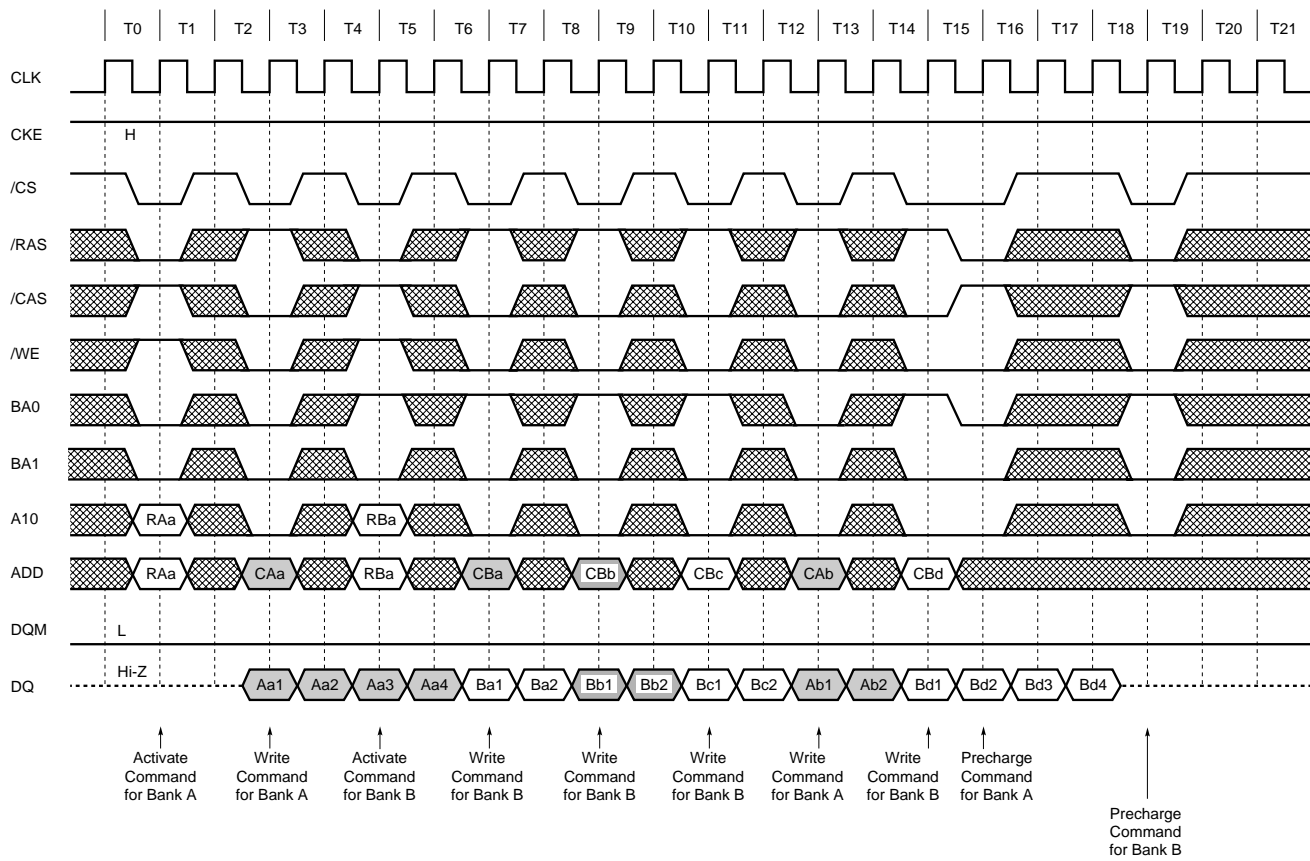 T0 T1 T2 T3 T4 T5 T6 T7 T8 T9 T10 T11 T12 T13 T14 T15 T16 T17 T18 T19 T20 T21
CLK
CKE H
/CS
/RAS
/CAS
/WE
BA0
BA1
A10 RAa RBa
ADD RAa CAa RBa CBa CBb CBc CAb CBd
DQM L
Hi-Z
DQ Aa1 Aa2 Aa3 Aa4 Ba1 Ba2 Bb1 Bb2 Bc1 Bc2 Ab1 Ab2 Bd1 Bd2 Bd3 Bd4
Activate
Command
for Bank A
Write
Command
for Bank A
Activate
Command
for Bank B
Write
Command
for Bank B
Write
Command
for Bank B
Write
Command
for Bank B
Write
Command
for Bank A
Write
Command
for Bank B
Precharge
Command
for Bank A
Precharge
Command
for Bank B